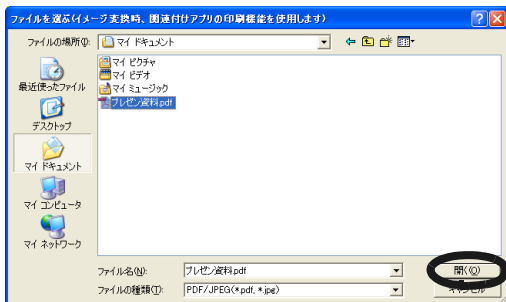 ファイルを選ぶ(イメージ変換時、関連付けアプリの印刷機能を使用します)
ファイルの場所(I):
マイ ドキュメント
マイ ピクチャ
マイ ビデオ
マイ ミュージック
プレゼン資料.pdf
最近使ったファイル
デスクトップ
マイ ドキュメント
マイ コンピュータ
マイ ネットワーク
ファイル名(N):
プレゼン資料.pdf
開く(O)
ファイルの種類(T):
PDF/JPEG(*.pdf, *.jpe)
キャンセル